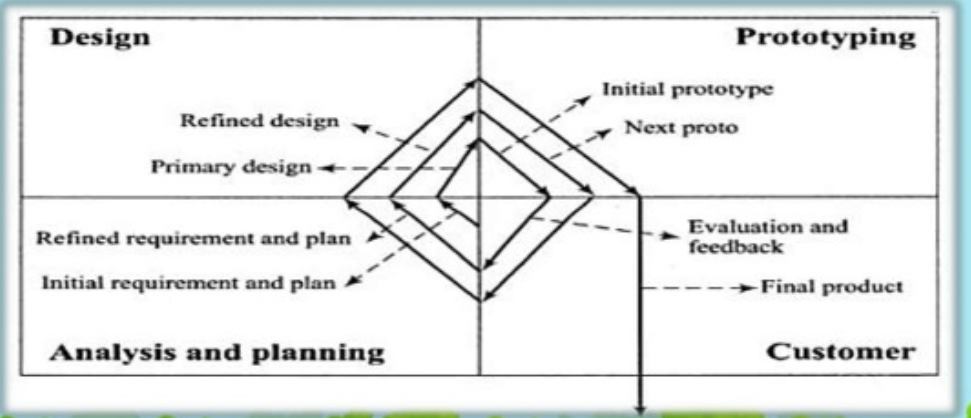 Design
Prototyping
Initial prototype
Refined design
Next proto
Primary design
Evaluation and
feedback
Refined requirement and plan
Initial requirement and plan
Final product
Analysis and planning
Customer